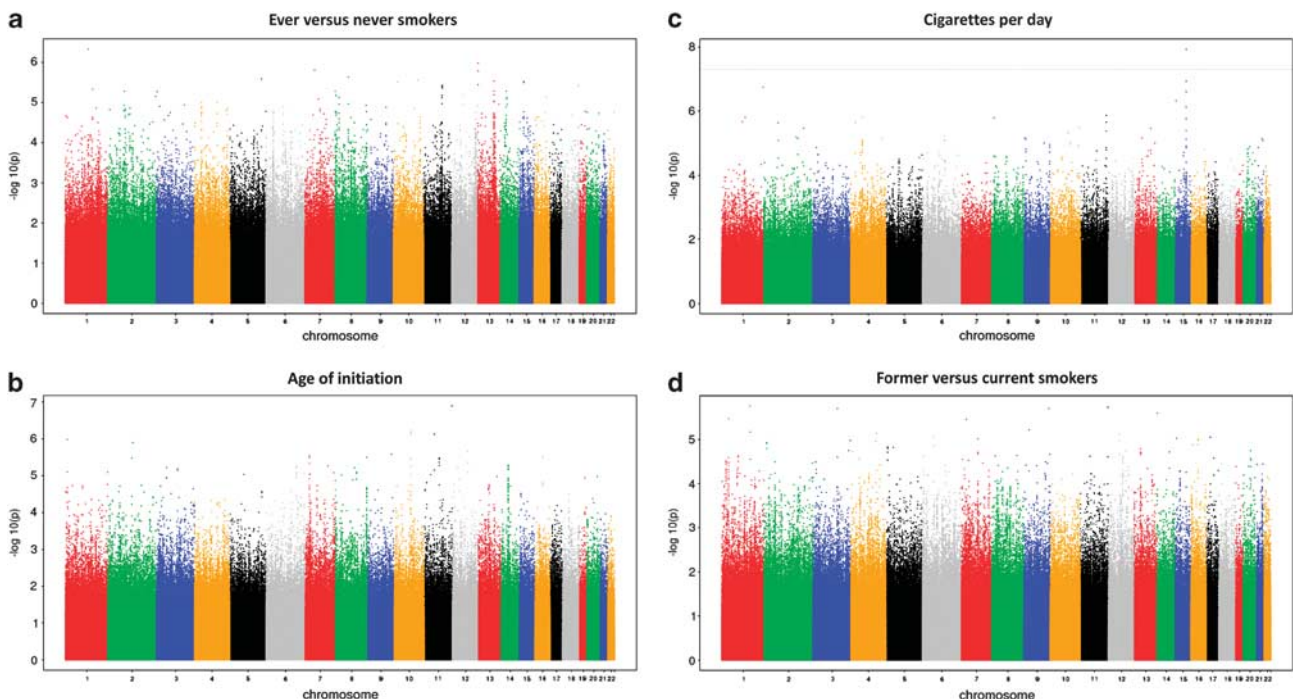 a
Ever versus never smokers
6
5
4
3
2
1
0
-log 10(p)
1 2 3 4 5 6 7 8 9 10 11 12 13 14 15 16 17 18 19 20 21 22
chromosome
b
Age of initiation
7
6
5
4
3
2
1
0
-log 10(p)
1 2 3 4 5 6 7 8 9 10 11 12 13 14 15 16 17 18 19 20 21 22
chromosome
c
Cigarettes per day
8
6
4
2
0
-log 10(p)
1 2 3 4 5 6 7 8 9 10 11 12 13 14 15 16 17 18 19 20 21 22
chromosome
d
Former versus current smokers
5
4
3
2
1
0
-log 10(p)
1 2 3 4 5 6 7 8 9 10 11 12 13 14 15 16 17 18 19 20 21 22
chromosome